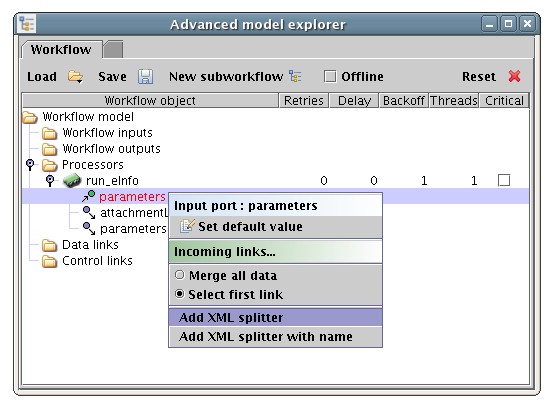 Advanced model explorer
Workflow
Load Save New subworkflow Offline Reset
Workflow object Retries Delay Backoff Threads Critical
Workflow model
Workflow inputs
Workflow outputs
Processors
run_eInfo 0 0 1 1
parameters
attachmentL
parameters
Data links
Control links
Input port : parameters
Set default value
Incoming links...
Merge all data
Select first link
Add XML splitter
Add XML splitter with name